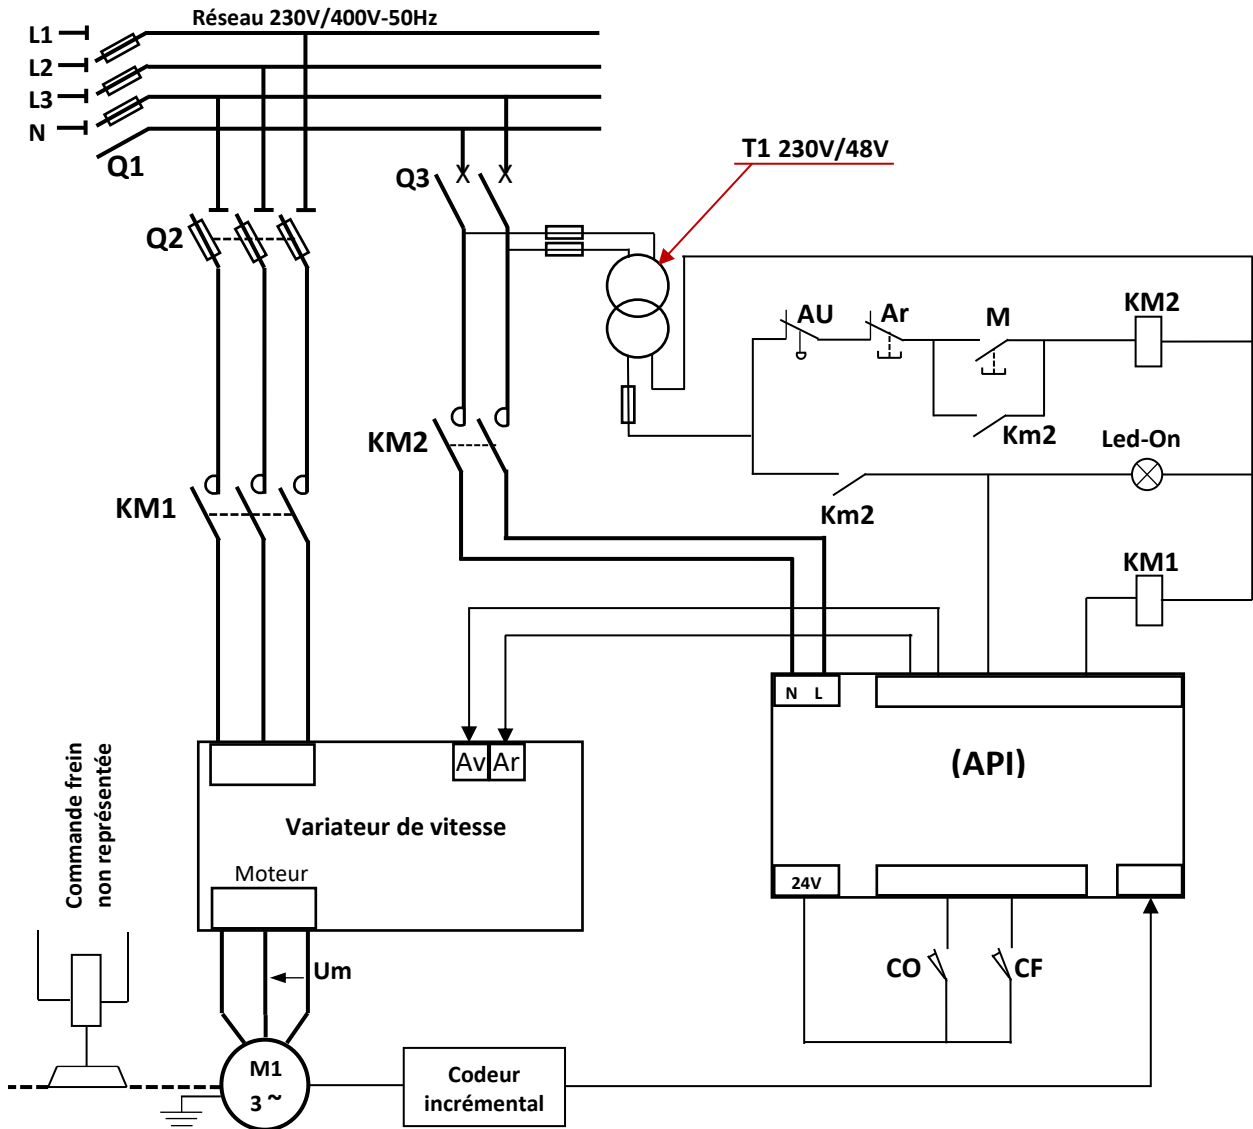 Réseau 230V/400V-50Hz
L1
L2
L3
N
Q1
T1 230V/48V
Q3
Q2
AU
Ar
M
KM2
Km2
KM2
Led-On
Km2
KM1
KM1
N L
(API)
Av Ar
Variateur de vitesse
Commande frein
non représentée
Moteur
24V
Um
CO
CF
M1
3 ~
Codeur
incrémental